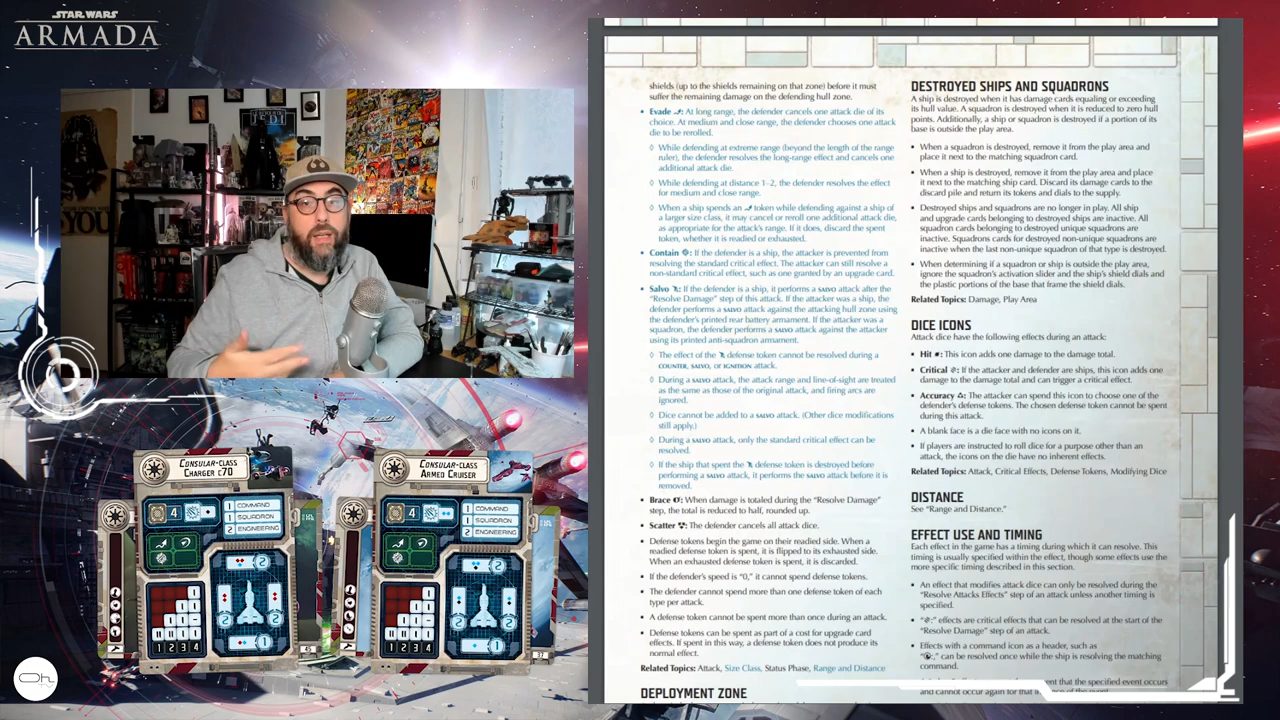 STAR WARS
ARMADA
shields (up to the shields remaining on that zone) before it must
suffer the remaining damage on the defending hull zone.
• Evade : At long range, the defender cancels one attack die of its
choice. At medium and close range, the defender chooses one attack
die to be rerolled.
◊ While defending at extreme range (beyond the length of the range
ruler), the defender resolves the long-range effect and cancels one
additional attack die.
◊ While defending at distance 1–2, the defender resolves the effect
for medium and close range.
◊ When a ship spends an token while defending against a ship of
a larger size class, it may cancel or reroll one additional attack die,
as appropriate for the attack's range. If it does, discard the spent
token, whether it is readied or exhausted.
• Contain : If the defender is a ship, the attacker is prevented from
resolving the standard critical effect. The attacker can still resolve a
non-standard critical effect, such as one granted by an upgrade card.
• Salvo : If the defender is a ship, it performs a SALVO attack after the
"Resolve Damage" step of this attack. If the attacker was a ship, the
defender performs a SALVO attack against the attacking hull zone using
the defender's printed rear battery armament. If the attacker was a
squadron, the defender performs a SALVO attack against the attacker
using its printed anti-squadron armament.
◊ The effect of the defense token cannot be resolved during a
COUNTER, SALVO, OR IGNITION attack.
◊ During a SALVO attack, the attack range and line-of-sight are treated
as the same as those of the original attack, and firing arcs are
ignored.
◊ Dice cannot be added to a SALVO attack. (Other dice modifications
still apply.)
◊ During a SALVO attack, only the standard critical effect can be
resolved.
◊ If the ship that spent the defense token is destroyed before
performing a SALVO attack, it performs the SALVO attack before it is
removed.
• Brace : When damage is totaled during the "Resolve Damage"
step, the total is reduced to half, rounded up.
• Scatter : The defender cancels all attack dice.
• Defense tokens begin the game on their readied side. When a
readied defense token is spent, it is flipped to its exhausted side.
When an exhausted defense token is spent, it is discarded.
• If the defender's speed is "0," it cannot spend defense tokens.
• The defender cannot spend more than one defense token of each
type per attack.
• A defense token cannot be spent more than once during an attack.
• Defense tokens can be spent as part of a cost for upgrade card
effects. If spent in this way, a defense token does not produce its
normal effect.
Related Topics: Attack, Size Class, Status Phase, Range and Distance
DEPLOYMENT ZONE
DESTROYED SHIPS AND SQUADRONS
A ship is destroyed when it has damage cards equaling or exceeding
its hull value. A squadron is destroyed when it is reduced to zero hull
points. Additionally, a ship or squadron is destroyed if a portion of its
base is outside the play area.
• When a squadron is destroyed, remove it from the play area and
place it next to the matching squadron card.
• When a ship is destroyed, remove it from the play area and place
it next to the matching ship card. Discard its damage cards to the
discard pile and return its tokens and dials to the supply.
• Destroyed ships and squadrons are no longer in play. All ship
and upgrade cards belonging to destroyed ships are inactive. All
squadron cards belonging to destroyed unique squadrons are
inactive. Squadrons cards for destroyed non-unique squadrons are
inactive when the last non-unique squadron of that type is destroyed.
• When determining if a squadron or ship is outside the play area,
ignore the squadron's activation slider and the ship's shield dials and
the plastic portions of the base that frame the shield dials.
Related Topics: Damage, Play Area
DICE ICONS
Attack dice have the following effects during an attack:
• Hit : This icon adds one damage to the damage total.
• Critical : If the attacker and defender are ships, this icon adds one
damage to the damage total and can trigger a critical effect.
• Accuracy : The attacker can spend this icon to choose one of the
defender's defense tokens. The chosen defense token cannot be spent
during this attack.
• A blank face is a die face with no icons on it.
• If players are instructed to roll dice for a purpose other than an
attack, the icons on the die have no inherent effects.
Related Topics: Attack, Critical Effects, Defense Tokens, Modifying Dice
DISTANCE
See "Range and Distance."
EFFECT USE AND TIMING
Each effect in the game has a timing during which it can resolve. This
timing is usually specified within the effect, though some effects use the
more specific timing described in this section.
• An effect that modifies attack dice can only be resolved during the
"Resolve Attacks Effects" step of an attack unless another timing is
specified.
• " :" effects are critical effects that can be resolved at the start of the
"Resolve Damage" step of an attack.
• Effects with a command icon as a header, such as
" :," can be resolved once while the ship is resolving the matching
command.
ent that the specified event occurs
and cannot occur again for that
CONSULAR-CLASS
CHARGER C70
4
1 COMMAND
1 SQUADRON
2 ENGINEERING
2
2
2
1
1 2 3 4
CONSULAR-CLASS
ARMED CRUISER
4
1 COMMAND
1 SQUADRON
2 ENGINEERING
2
2
2
1
1 2 3 4